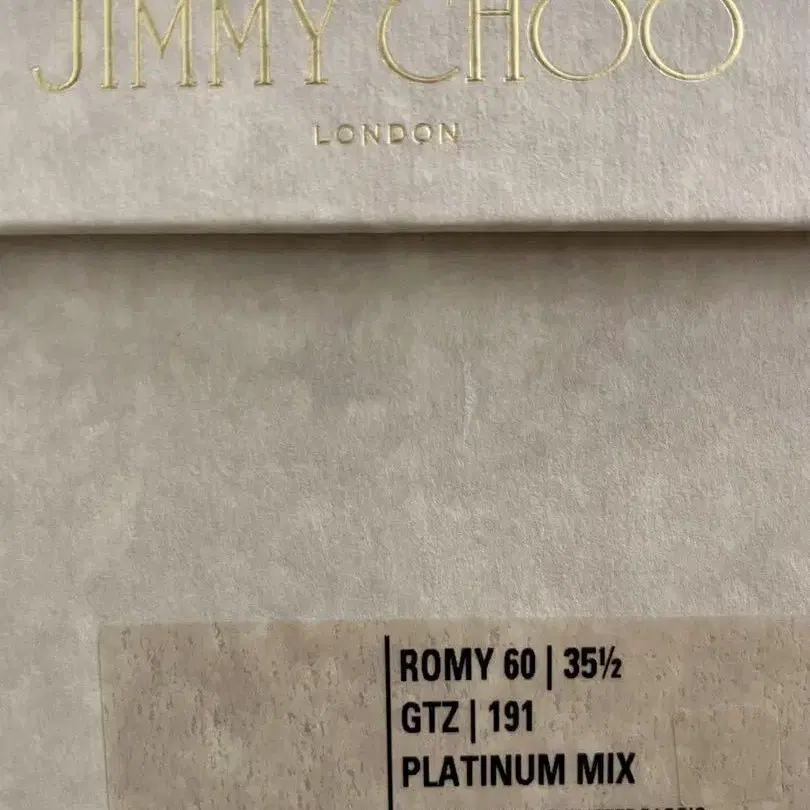 JIMMY CHOO
LONDON
ROMY 60 | 35½
GTZ | 191
PLATINUM MIX